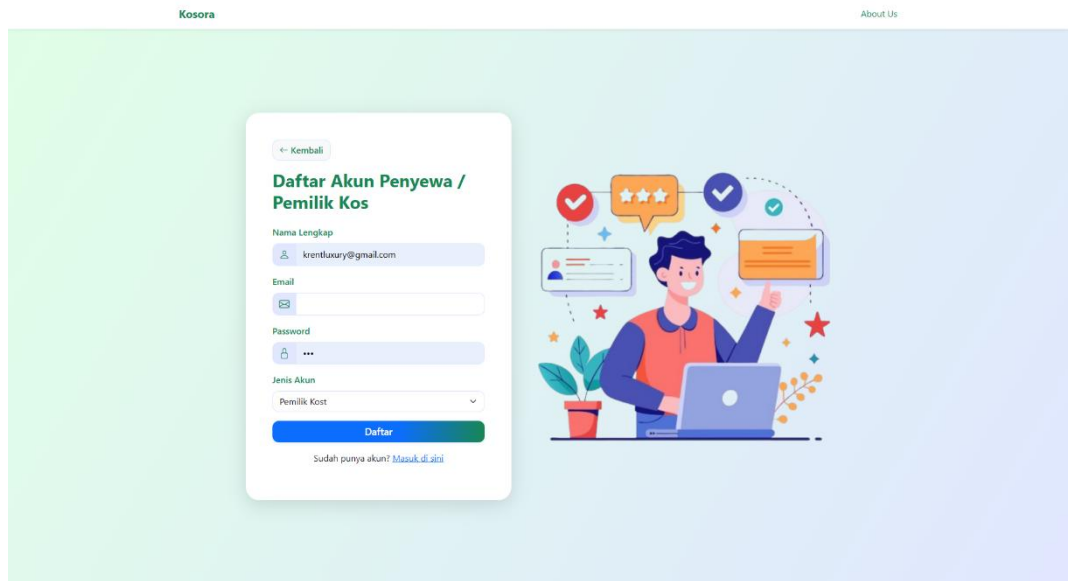 Kosora
About Us
← Kembali
Daftar Akun Penyewa /
Pemilik Kos
Nama Lengkap
krentluxury@gmail.com
Email
Password
•••
Jenis Akun
Pemilik Kost
Daftar
Sudah punya akun? Masuk di sini